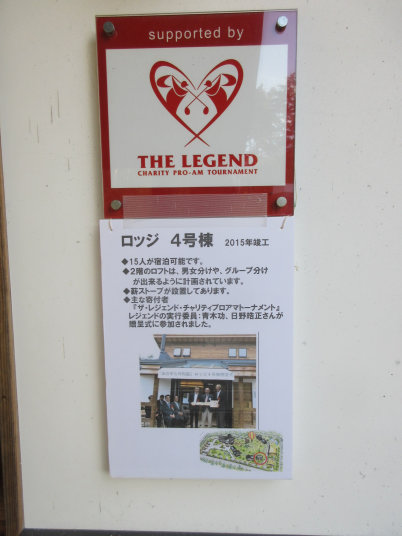 supported by
THE LEGEND
CHARITY PRO-AM TOURNAMENT
ロッジ 4号棟 2015年竣工
◆15人が宿泊可能です。
◆2階のロフトは、男女分けや、グループ分け
が出来るように計画されています。
◆薪ストーブが設置してあります。
◆主な寄付者
『ザ・レジェンド・チャリティプロアマトーナメント』
レジェンドの実行委員：青木功、日野皓正さんが
贈呈式に参加されました。